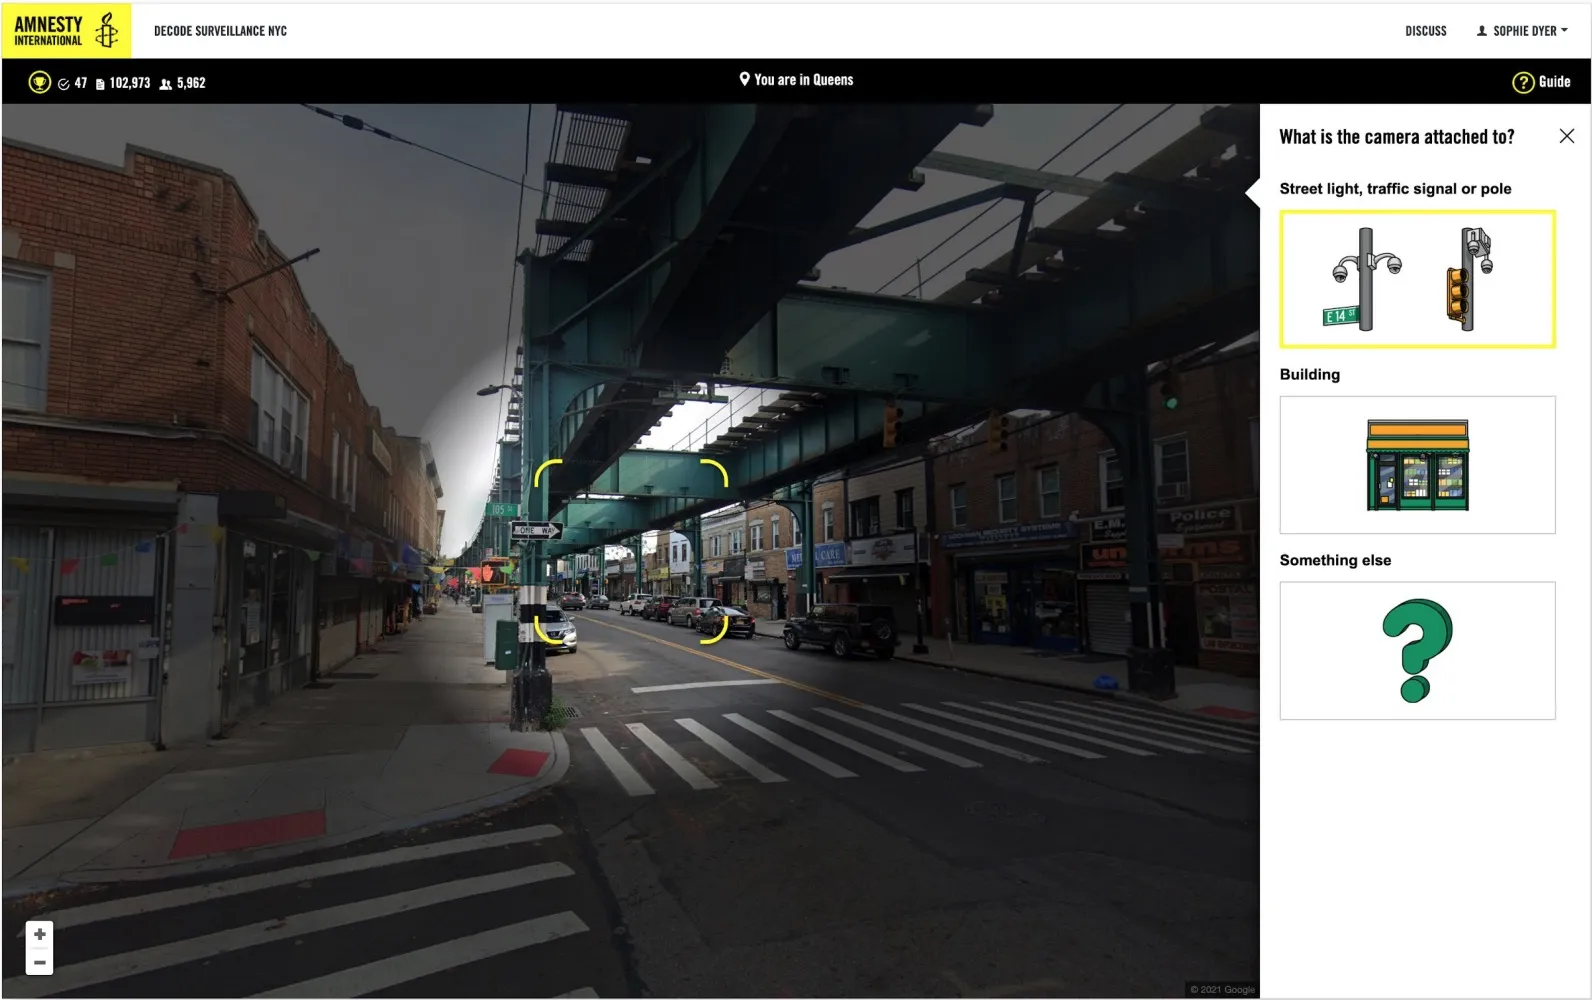 AMNESTY
INTERNATIONAL
DECODE SURVEILLANCE NYC
DISCUSS
SOPHIE DYER
47 102,973 5,962
You are in Queens
? Guide
What is the camera attached to?
Street light, traffic signal or pole
E 14 ST
Building
Something else
105 St
ONE WAY
CARE
E.M.
Police
uniforms
+
−
© 2021 Google